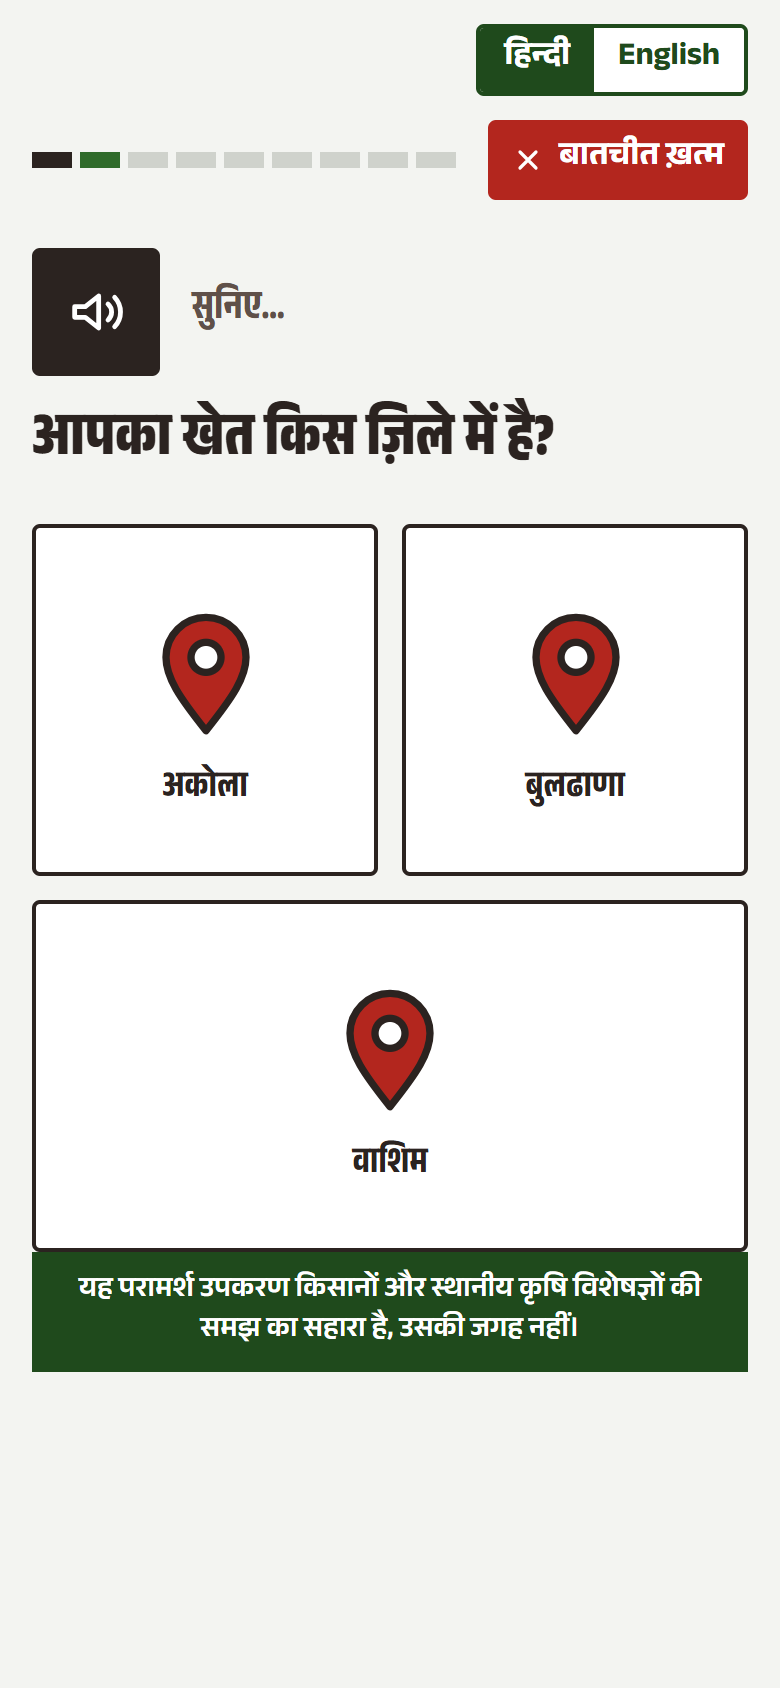 हिन्दी English
बातचीत ख़त्म
सुनिए...
आपका खेत किस ज़िले में है?
अकोला
बुलढाणा
वाशिम
यह परामर्श उपकरण किसानों और स्थानीय कृषि विशेषज्ञों की
समझ का सहारा है, उसकी जगह नहीं।